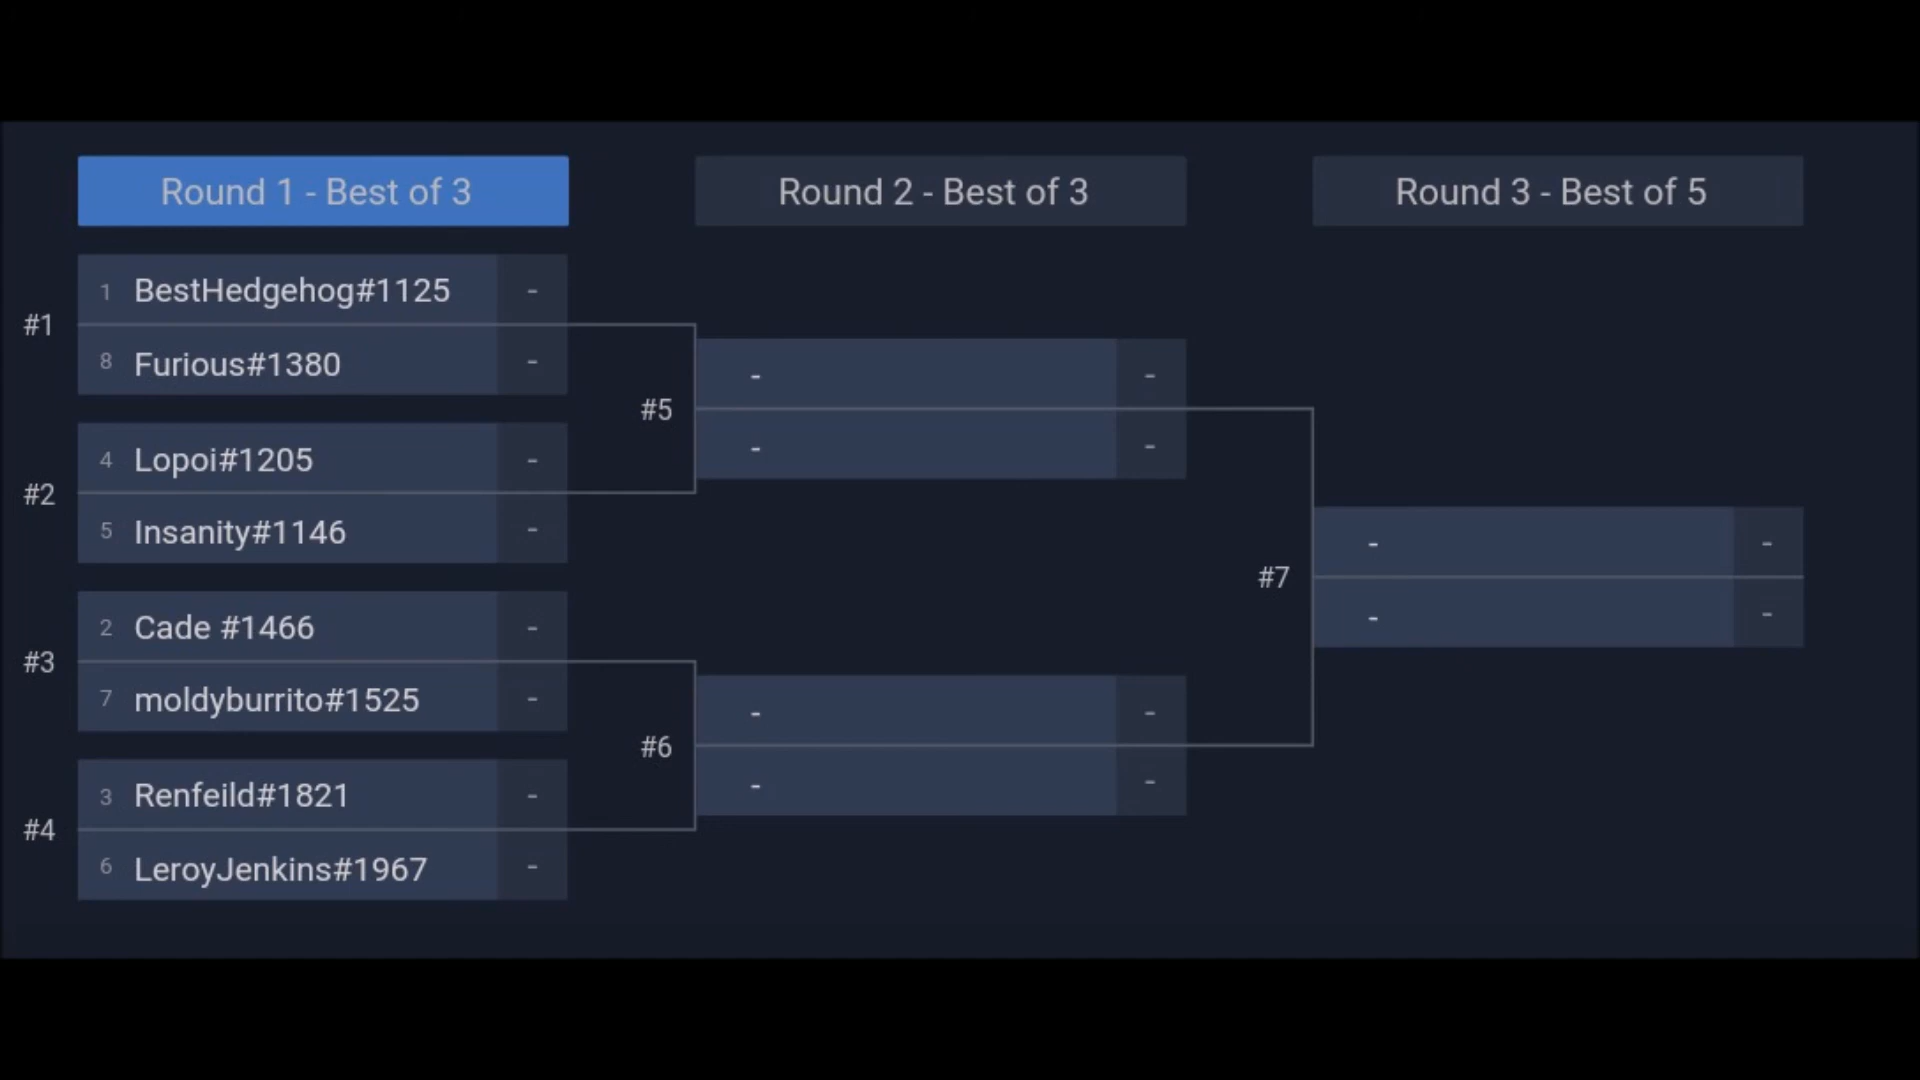 Round 1 - Best of 3
Round 2 - Best of 3
Round 3 - Best of 5
#1
1 BestHedgehog#1125 -
8 Furious#1380 -
#2
4 Lopoi#1205 -
5 Insanity#1146 -
#3
2 Cade #1466 -
7 moldyburrito#1525 -
#4
3 Renfeild#1821 -
6 LeroyJenkins#1967 -
#5
- -
- -
#6
- -
- -
#7
- -
- -